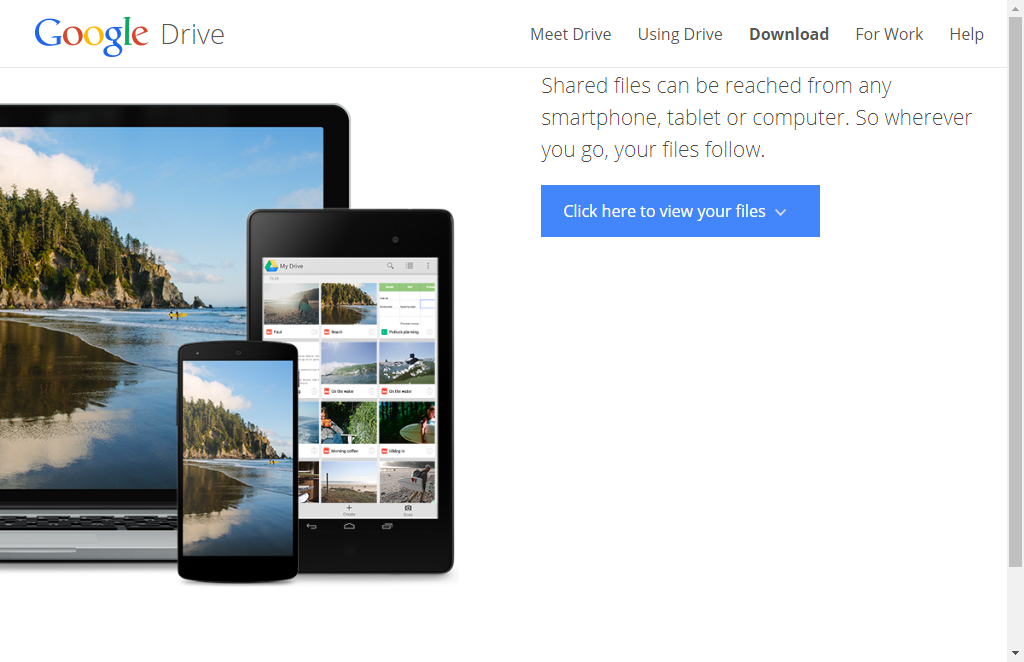 Google Drive
Meet Drive Using Drive Download For Work Help
Shared files can be reached from any
smartphone, tablet or computer. So wherever
you go, your files follow.
Click here to view your files
My Drive
Paul
Beach
Potluck planning
On the water
On the water
Morning coffee
Hiking in
Create
Scan